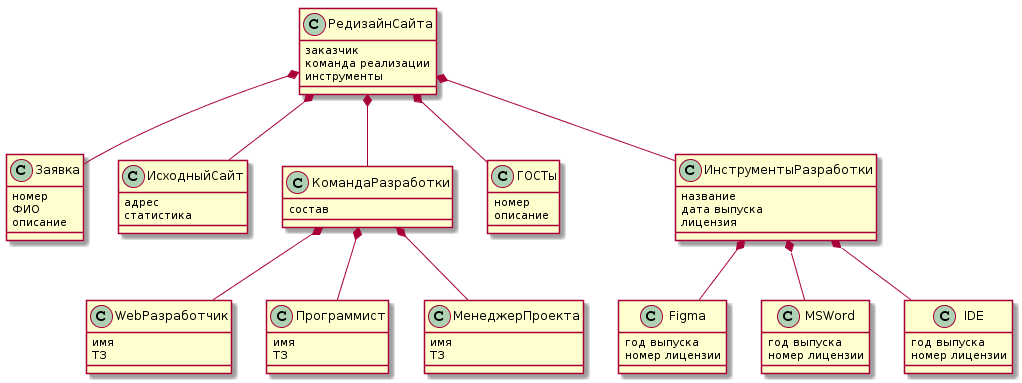 C РедизайнСайта
заказчик
команда реализации
инструменты
C Заявка
номер
ФИО
описание
C ИсходныйСайт
адрес
статистика
C КомандаРазработки
состав
C ГОСТы
номер
описание
C ИнструментыРазработки
название
дата выпуска
лицензия
C WebРазработчик
имя
ТЗ
C Программист
имя
ТЗ
C МенеджерПроекта
имя
ТЗ
C Figma
год выпуска
номер лицензии
C MSWord
год выпуска
номер лицензии
C IDE
год выпуска
номер лицензии